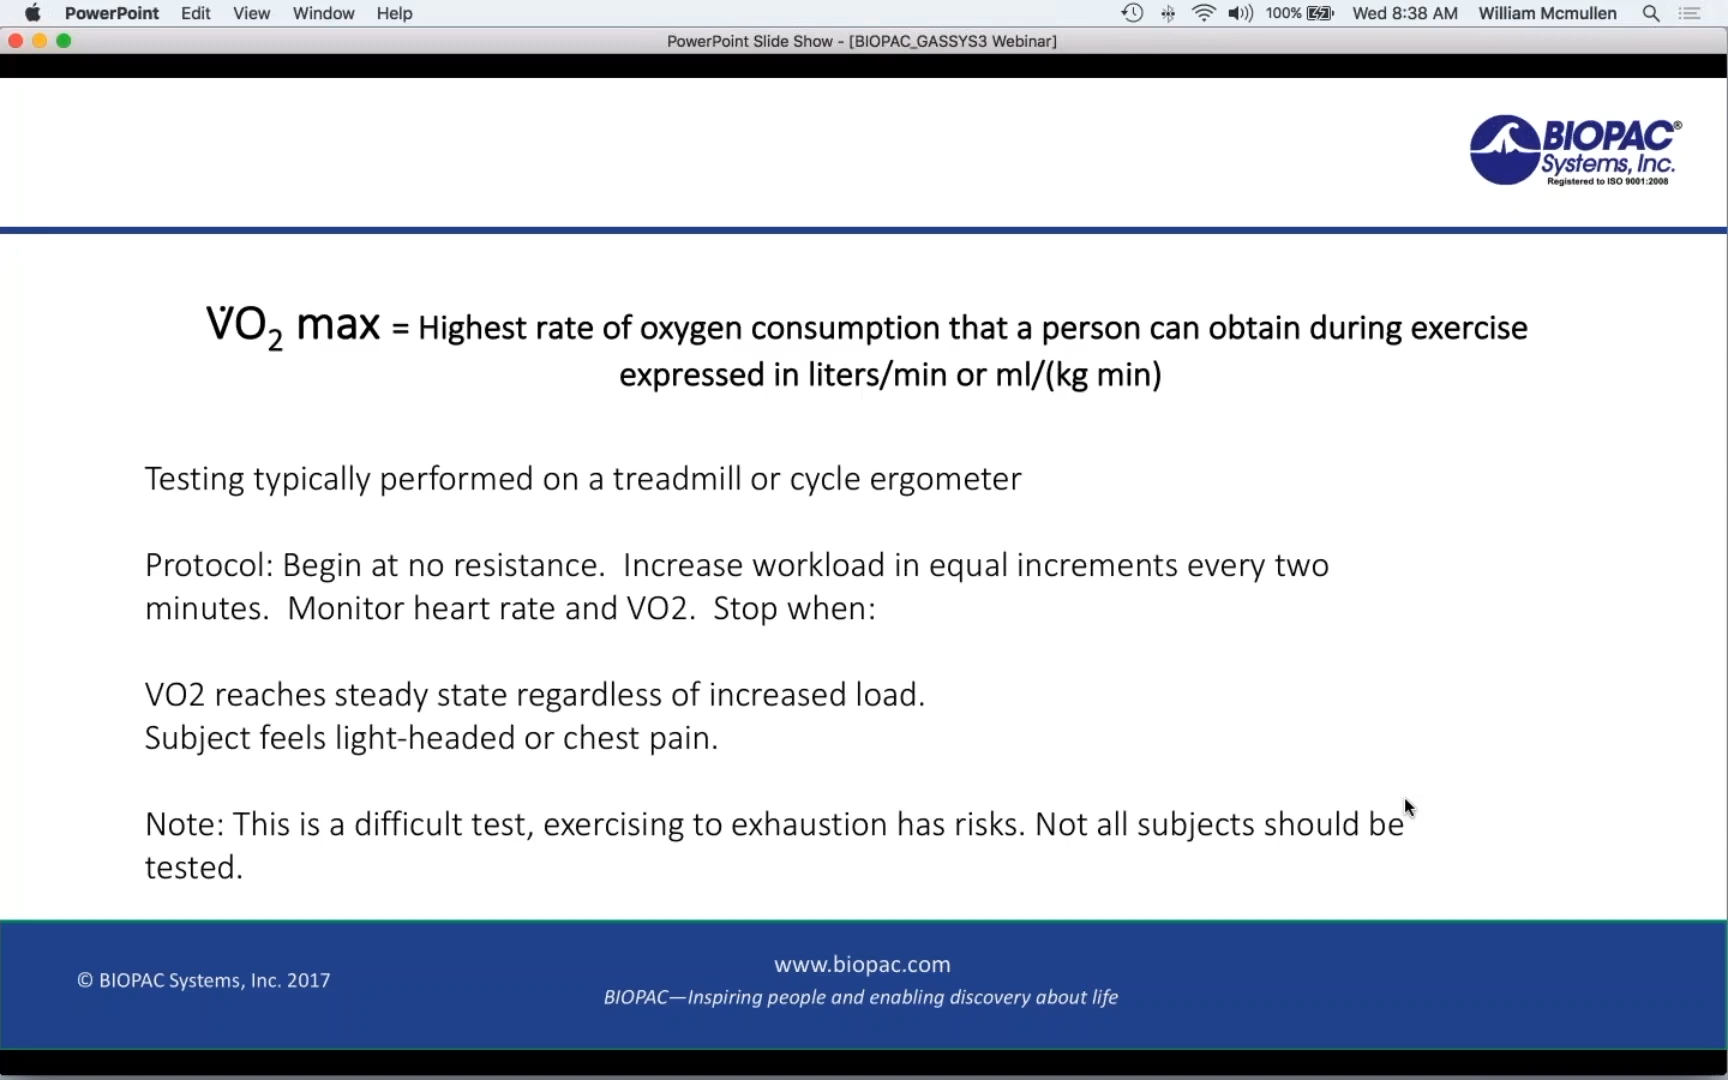 PowerPoint Edit View Window Help 100% Wed 8:38 AM William Mcmullen
PowerPoint Slide Show - [BIOPAC_GASSYS3 Webinar]
BIOPAC®
Systems, Inc.
Registered to ISO 9001:2008
V̈O₂ max = Highest rate of oxygen consumption that a person can obtain during exercise
expressed in liters/min or ml/(kg min)
Testing typically performed on a treadmill or cycle ergometer
Protocol: Begin at no resistance.  Increase workload in equal increments every two
minutes.  Monitor heart rate and VO2.  Stop when:
VO2 reaches steady state regardless of increased load.
Subject feels light-headed or chest pain.
Note: This is a difficult test, exercising to exhaustion has risks. Not all subjects should be
tested.
© BIOPAC Systems, Inc. 2017
www.biopac.com
BIOPAC—Inspiring people and enabling discovery about life